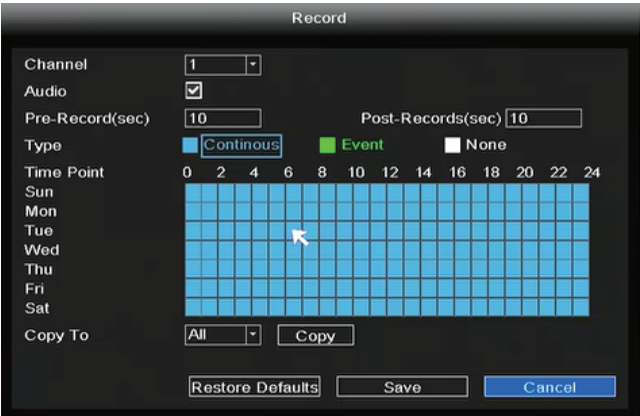 Record
Channel 1
Audio
Pre-Record(sec) 10 Post-Records(sec) 10
Type Continous Event None
Time Point 0 2 4 6 8 10 12 14 16 18 20 22 24
Sun
Mon
Tue
Wed
Thu
Fri
Sat
Copy To All Copy
Restore Defaults Save Cancel